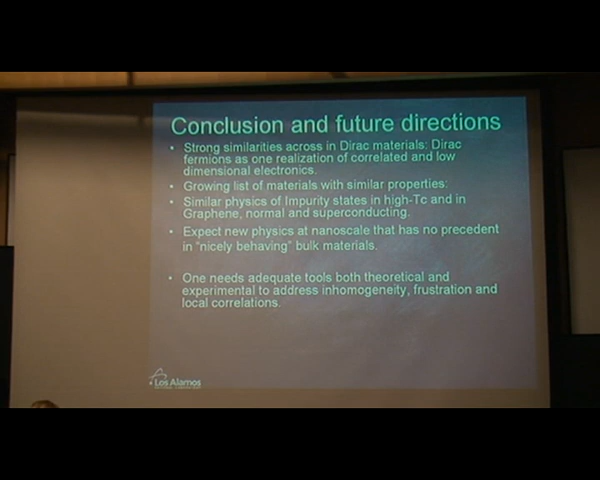 Conclusion and future directions
• Strong similarities across in Dirac materials: Dirac
fermions as one realization of correlated and low
dimensional electronics.
• Growing list of materials with similar properties:
• Similar physics of Impurity states in high-Tc and in
Graphene, normal and superconducting.
• Expect new physics at nanoscale that has no precedent
in “nicely behaving” bulk materials.
• One needs adequate tools both theoretical and
experimental to address inhomogeneity, frustration and
local correlations.
Los Alamos